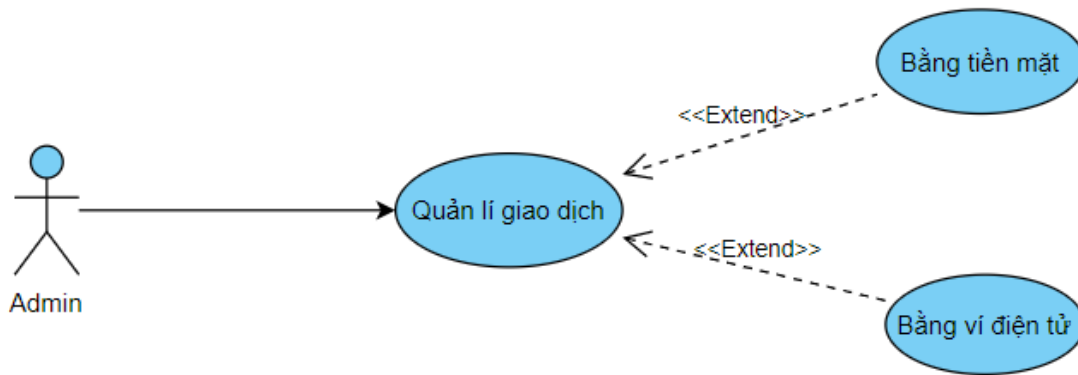 Bằng tiền mặt
<<Extend>>
Quản lí giao dịch
<<Extend>>
Admin
Bằng ví điện tử